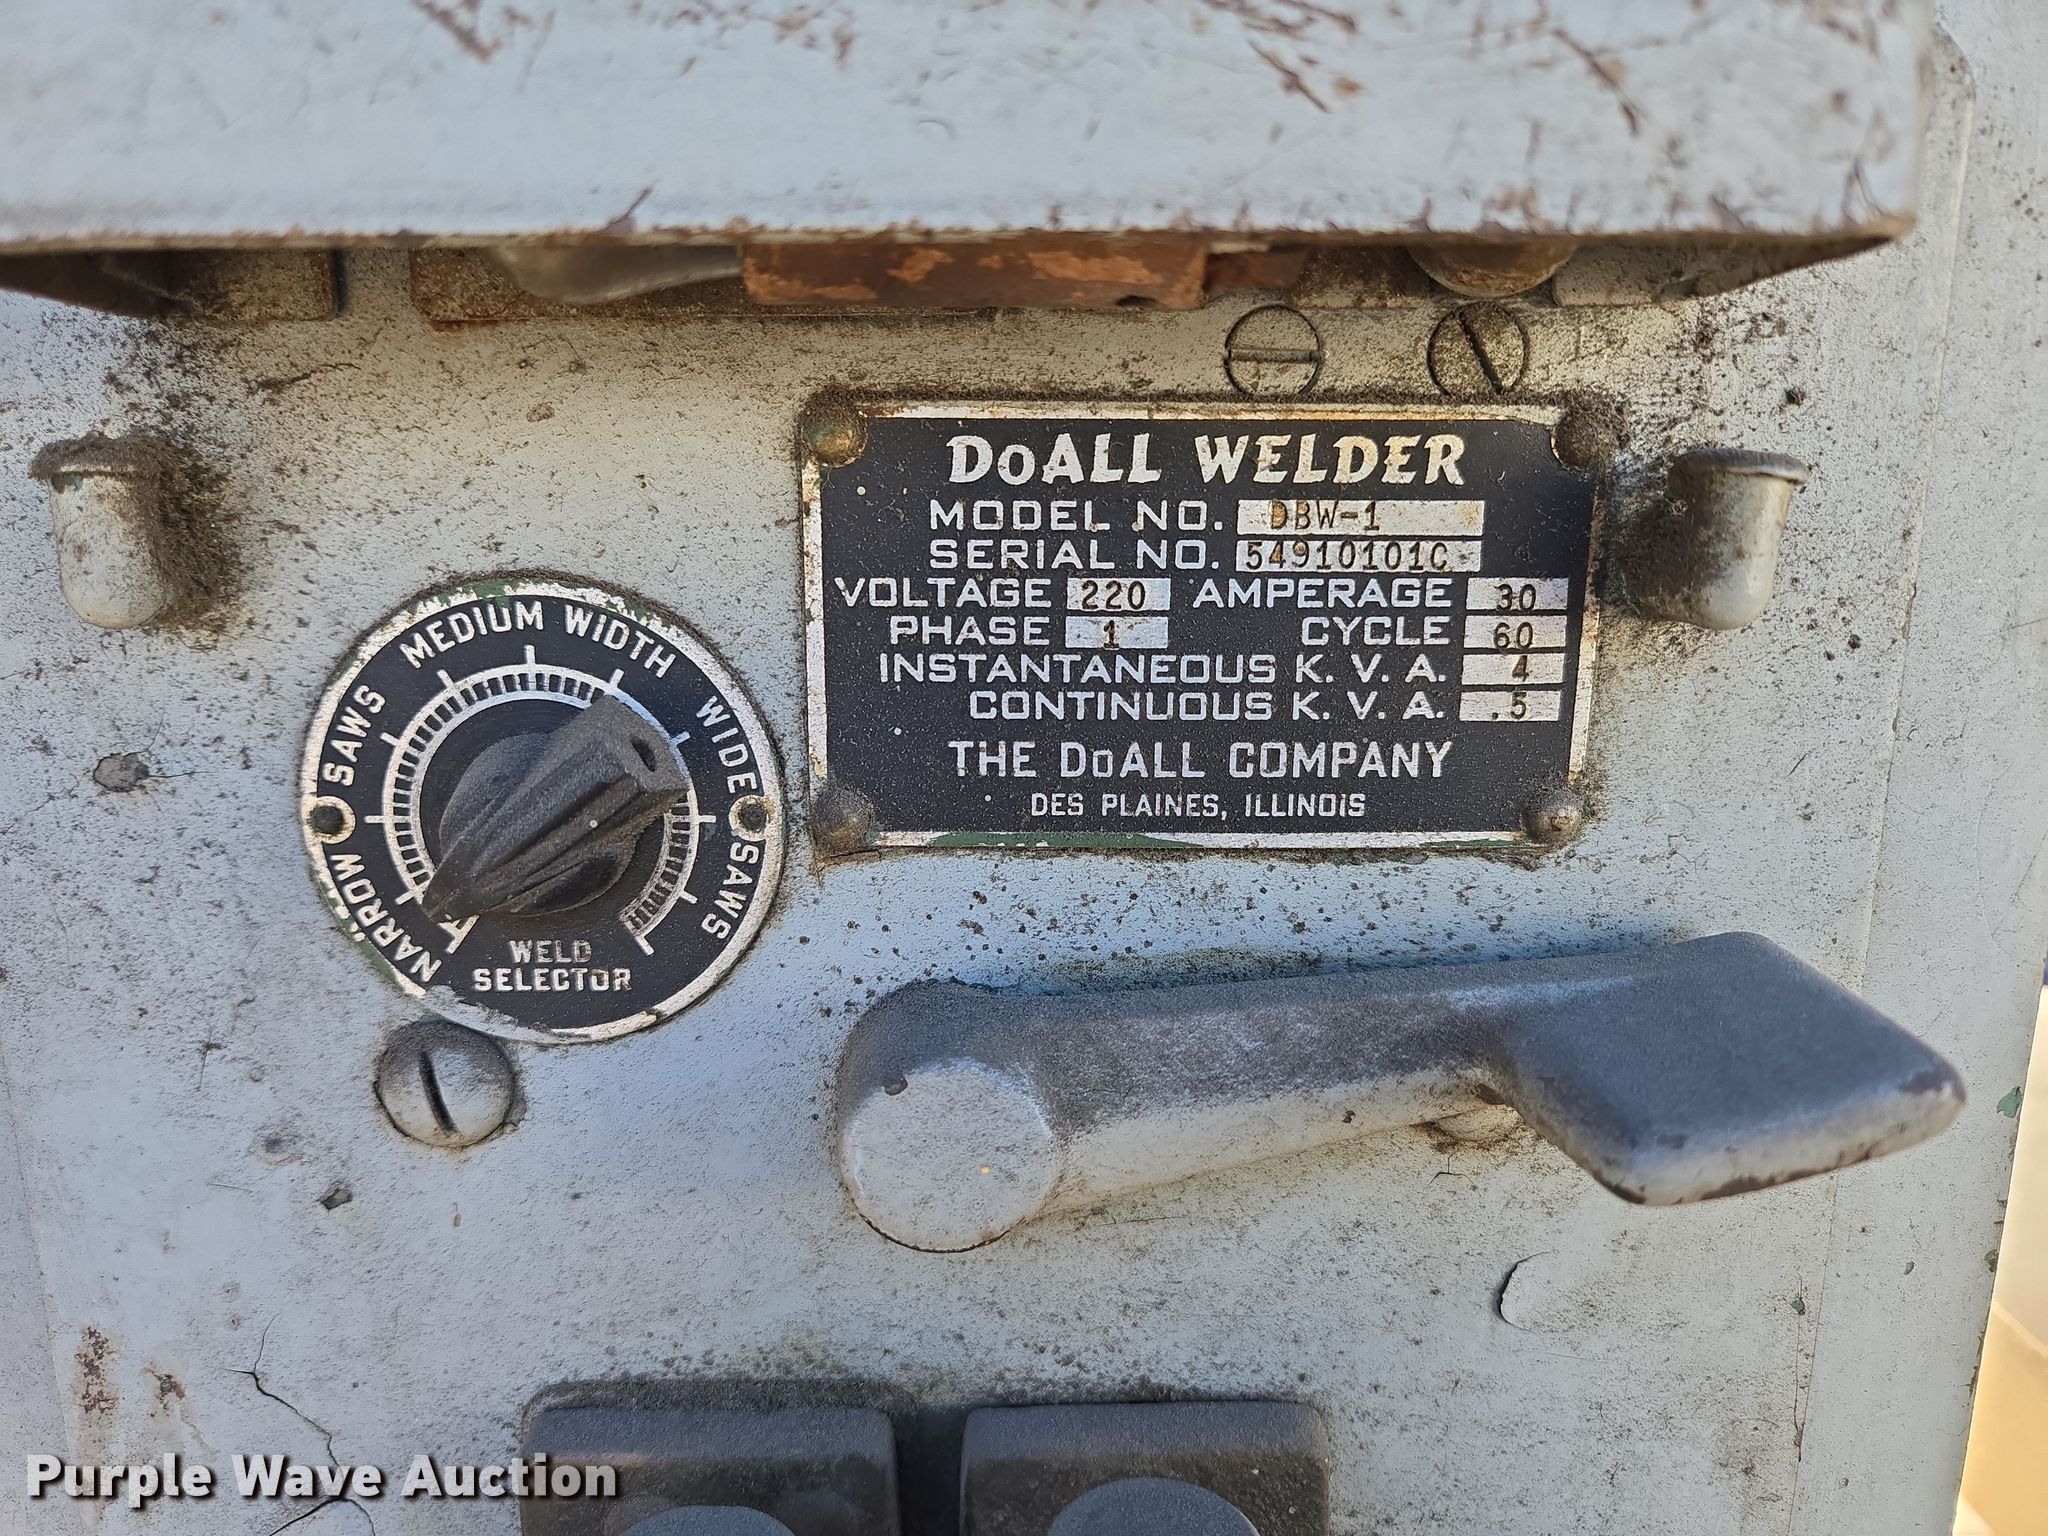 DoALL WELDER
MODEL NO. DBW-1
SERIAL NO. 54910101C
VOLTAGE 220 AMPERAGE 30
PHASE 1 CYCLE 60
INSTANTANEOUS K. V. A. 4
CONTINUOUS K. V. A. .5
THE DoALL COMPANY
DES PLAINES, ILLINOIS
NARROW SAWS
MEDIUM WIDTH
WIDE SAWS
WELD
SELECTOR
Purple Wave Auction